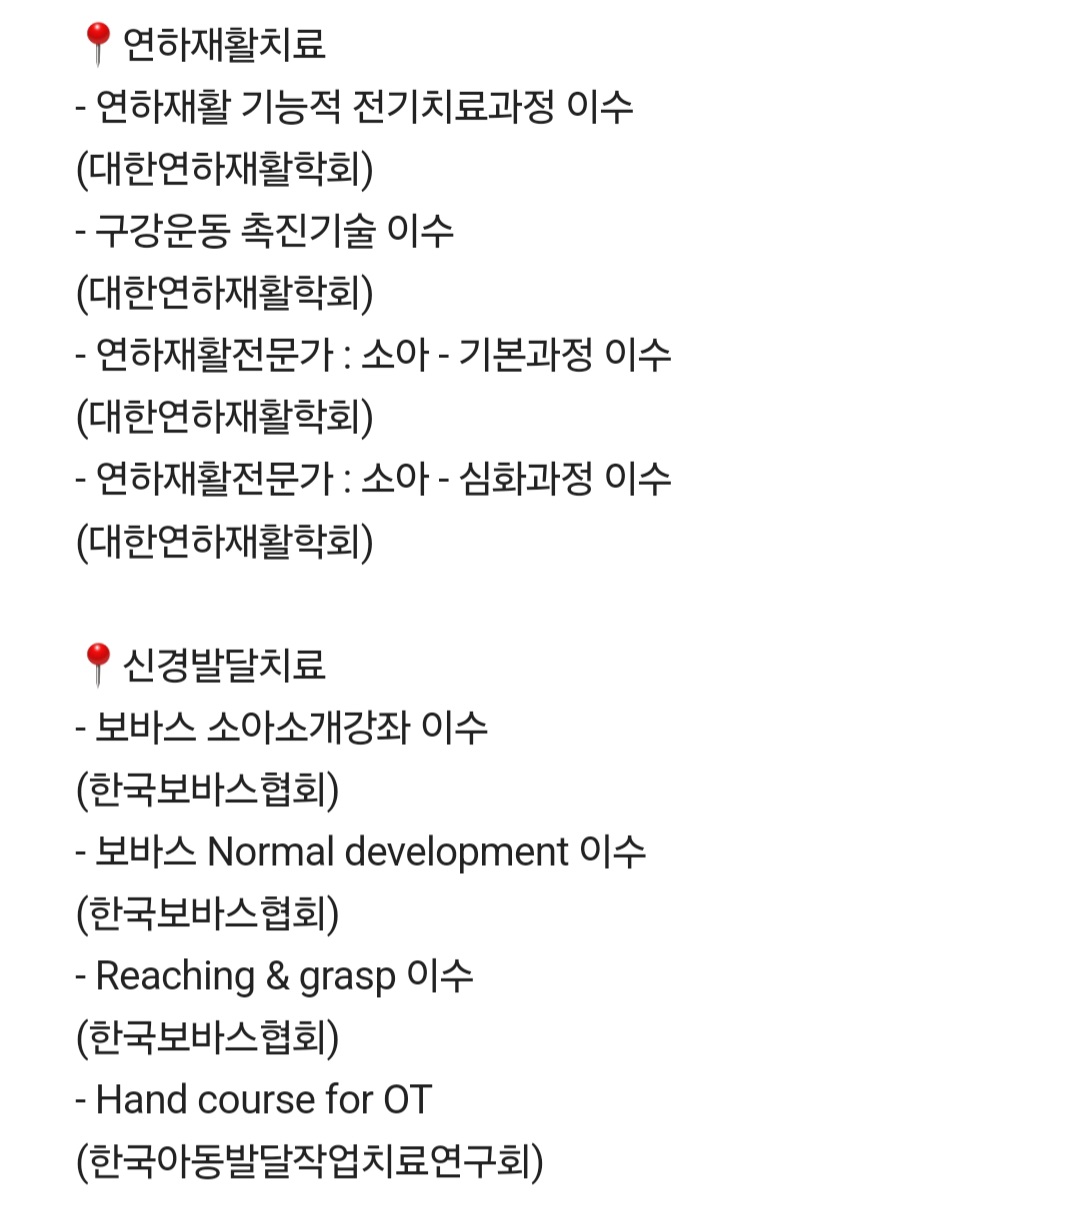 📍연하재활치료
- 연하재활 기능적 전기치료과정 이수
(대한연하재활학회)
- 구강운동 촉진기술 이수
(대한연하재활학회)
- 연하재활전문가 : 소아 - 기본과정 이수
(대한연하재활학회)
- 연하재활전문가 : 소아 - 심화과정 이수
(대한연하재활학회)
📍신경발달치료
- 보바스 소아소개강좌 이수
(한국보바스협회)
- 보바스 Normal development 이수
(한국보바스협회)
- Reaching & grasp 이수
(한국보바스협회)
- Hand course for OT
(한국아동발달작업치료연구회)